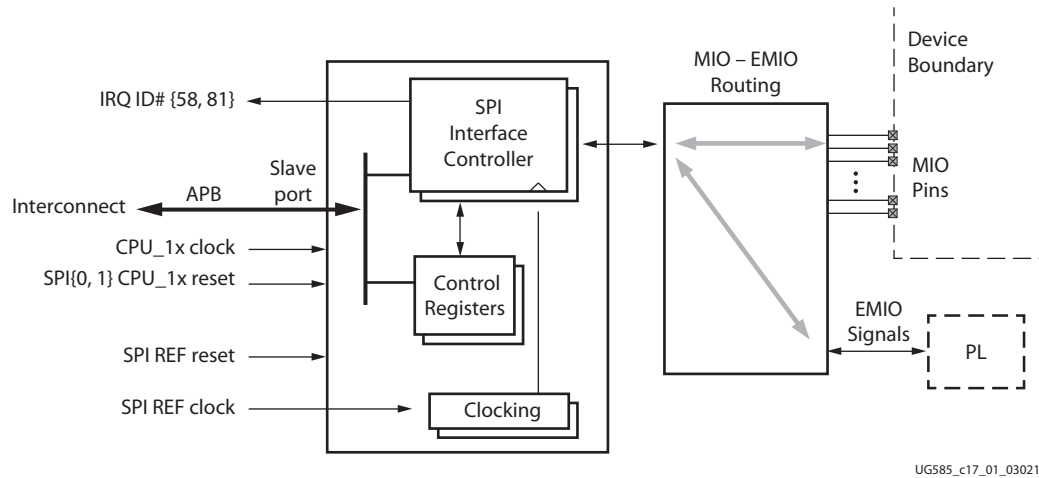 Device
Boundary
MIO – EMIO
Routing
IRQ ID# {58, 81}
SPI
Interface
Controller
MIO
Pins
Slave
port
APB
Interconnect
CPU_1x clock
SPI{0, 1} CPU_1x reset
Control
Registers
EMIO
Signals
SPI REF reset
PL
SPI REF clock
Clocking
UG585_c17_01_03021